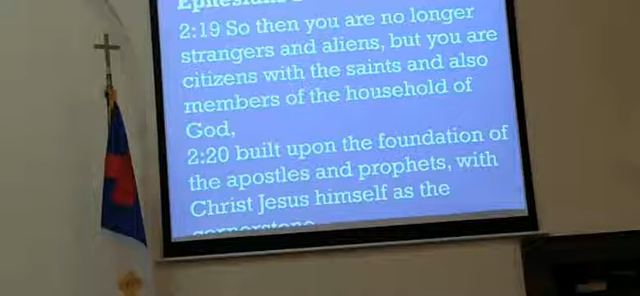 Ephesians
2:19 So then you are no longer
strangers and aliens, but you are
citizens with the saints and also
members of the household of
God,
2:20 built upon the foundation of
the apostles and prophets, with
Christ Jesus himself as the
cornerstone